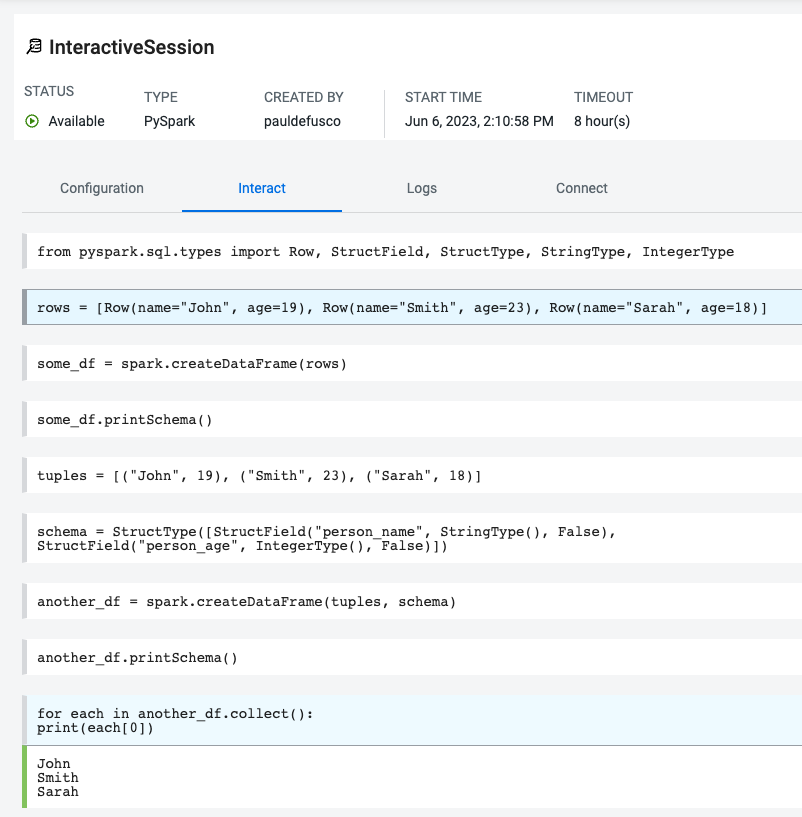 InteractiveSession
STATUS
TYPE
CREATED BY
START TIME
TIMEOUT
Available
PySpark
pauldefusco
Jun 6, 2023, 2:10:58 PM
8 hour(s)
Configuration
Interact
Logs
Connect
from pyspark.sql.types import Row, StructField, StructType, StringType, IntegerType
rows = [Row(name="John", age=19), Row(name="Smith", age=23), Row(name="Sarah", age=18)]
some_df = spark.createDataFrame(rows)
some_df.printSchema()
tuples = [("John", 19), ("Smith", 23), ("Sarah", 18)]
schema = StructType([StructField("person_name", StringType(), False),
StructField("person_age", IntegerType(), False)])
another_df = spark.createDataFrame(tuples, schema)
another_df.printSchema()
for each in another_df.collect():
print(each[0])
John
Smith
Sarah